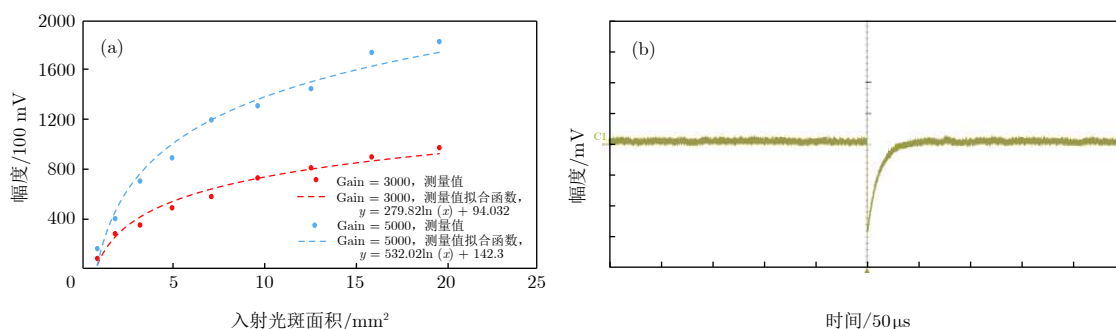 2000
(a)
1600
1200
800
400
0
0
5
10
15
20
25
幅度/100 mV
入射光斑面积/mm²
Gain = 3000，测量值
Gain = 3000，测量值拟合函数，
y = 279.82ln (x) + 94.032
Gain = 5000，测量值
Gain = 5000，测量值拟合函数，
y = 532.02ln (x) + 142.3
(b)
C1
幅度/mV
时间/50μs